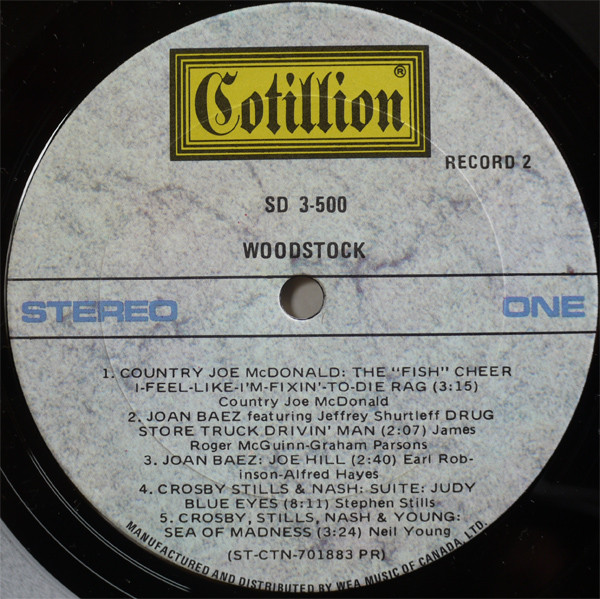 Cotillion®
RECORD 2
SD 3-500
WOODSTOCK
STEREO ONE
1. COUNTRY JOE McDONALD: THE "FISH" CHEER
I-FEEL-LIKE-I'M-FIXIN'-TO-DIE RAG (3:15)
Country Joe McDonald
2. JOAN BAEZ featuring Jeffrey Shurtleff DRUG
STORE TRUCK DRIVIN' MAN (2:07) James
Roger McGuinn-Graham Parsons
3. JOAN BAEZ: JOE HILL (2:40) Earl Rob-
inson-Alfred Hayes
4. CROSBY STILLS & NASH: SUITE: JUDY
BLUE EYES (8:11) Stephen Stills
5. CROSBY, STILLS, NASH & YOUNG:
SEA OF MADNESS (3:24) Neil Young
(ST-CTN-701883 PR)
MANUFACTURED AND DISTRIBUTED BY WEA MUSIC OF CANADA, LTD.